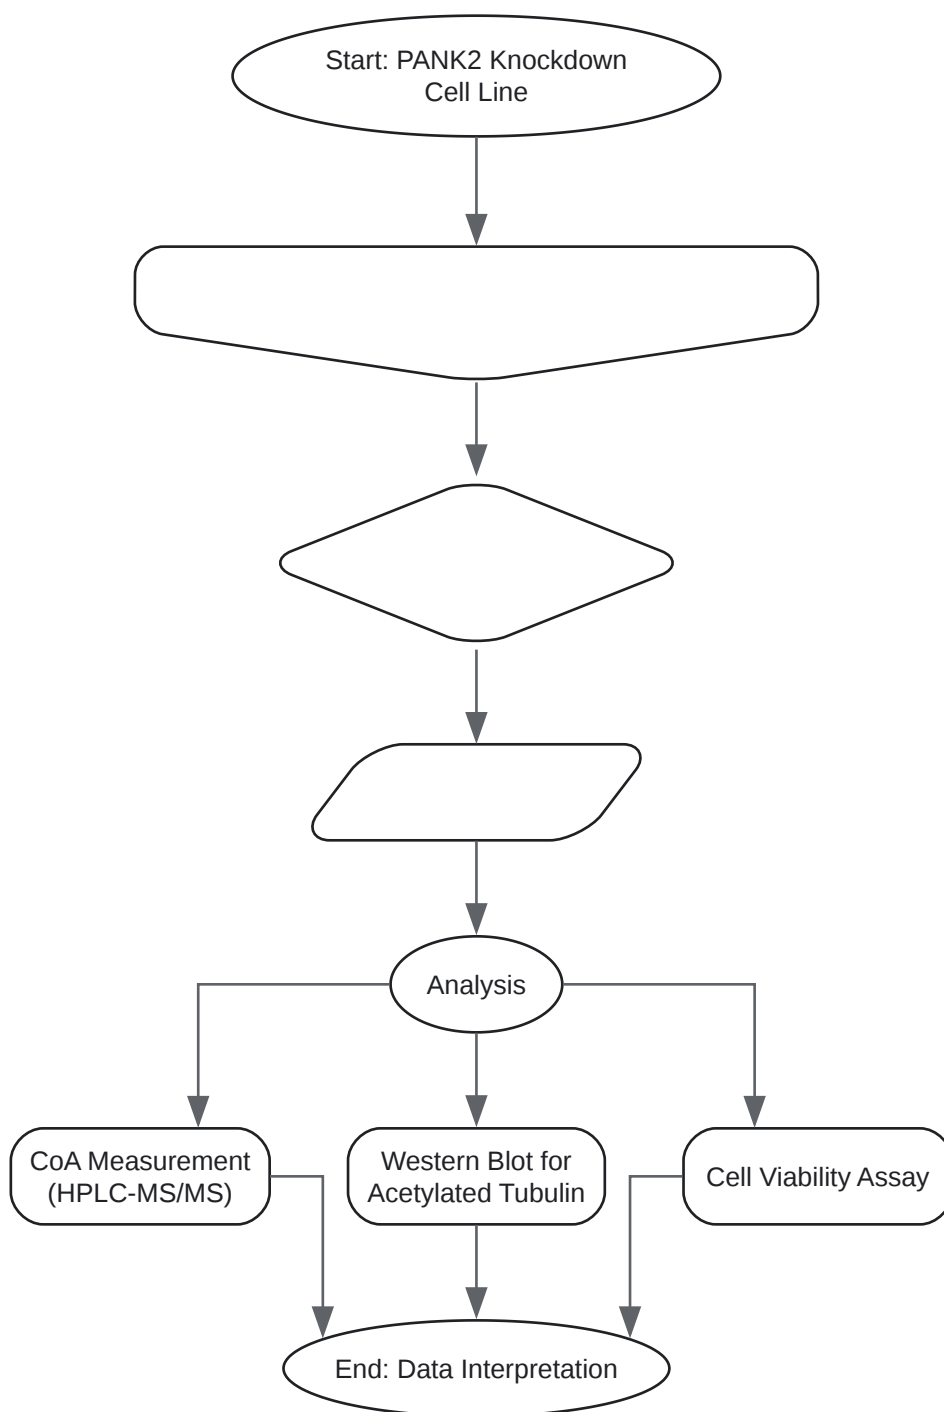 Start: PANK2 Knockdown
Cell Line
Analysis
CoA Measurement
(HPLC-MS/MS)
Western Blot for
Acetylated Tubulin
Cell Viability Assay
End: Data Interpretation